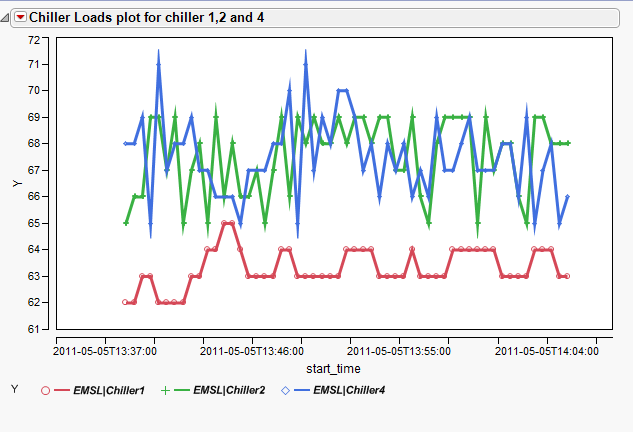 Chiller Loads plot for chiller 1,2 and 4
72
71
70
69
68
67
66
65
64
63
62
61
Y
2011-05-05T13:37:00 2011-05-05T13:46:00 2011-05-05T13:55:00 2011-05-05T14:04:00
start_time
Y EMSL|Chiller1 EMSL|Chiller2 EMSL|Chiller4